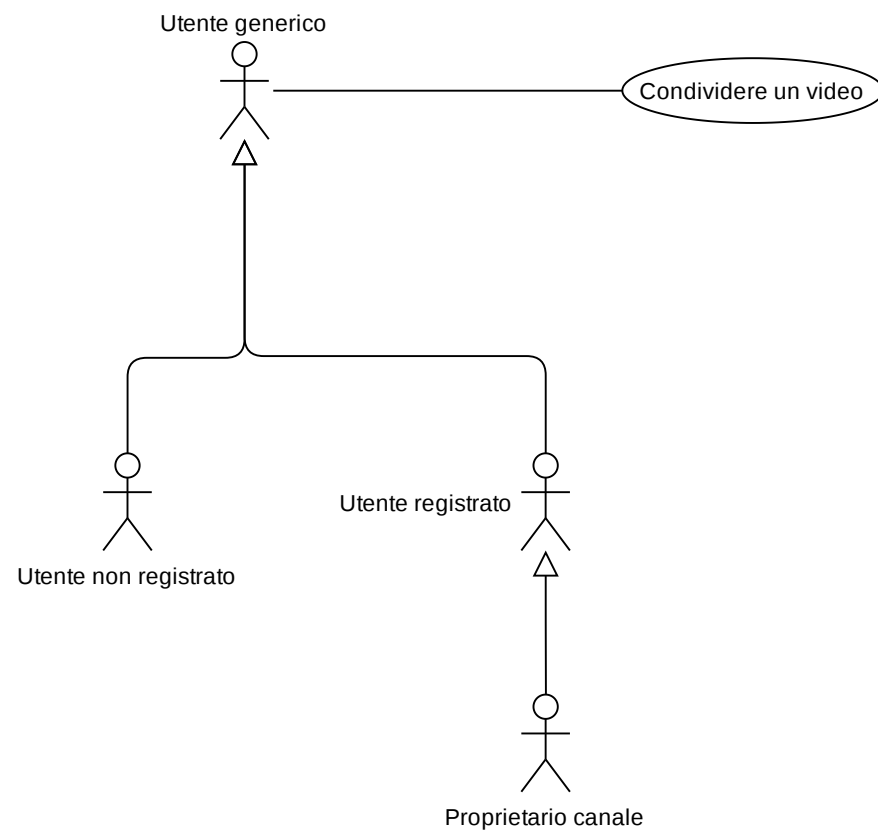 Utente generico
Condividere un video
Utente registrato
Utente non registrato
Proprietario canale